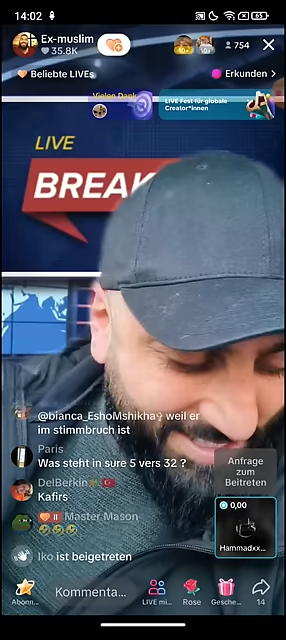 14:02
65
Ex-muslim
35.8K
754
Beliebte LIVEs
Erkunden >
Vielen Dank
LIVE Fest für globale
Creator*innen
LIVE
BREAK
@bianca_EshoMshikha weil er
im stimmbruch ist
Paris
Was steht in sure 5 vers 32 ?
DelBerkin
Kafirs
II Master Mason
Iko ist beigetreten
Anfrage
zum
Beitreten
0,00
Hammadxx...
Kommenta...
Abonn...
LIVE mi...
Rose
Gesche...
14